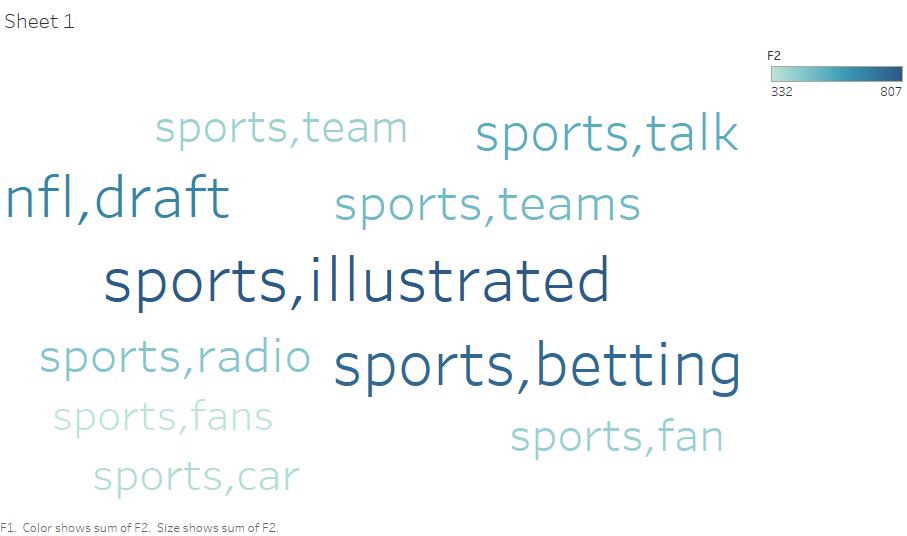 Sheet 1
F2
332 807
sports,team
sports,talk
nfl,draft
sports,teams
sports,illustrated
sports,radio
sports,betting
sports,fans
sports,fan
sports,car
F1.  Color shows sum of F2.  Size shows sum of F2.